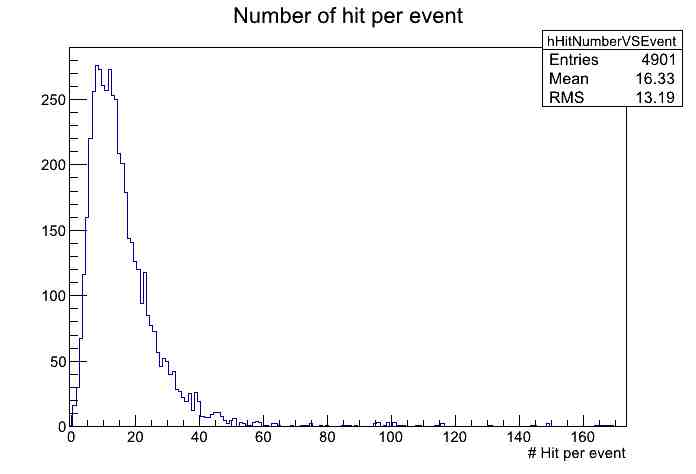 Number of hit per event
hHitNumberVSEvent
Entries 4901
Mean 16.33
RMS 13.19
250
200
150
100
50
0
0 20 40 60 80 100 120 140 160
# Hit per event